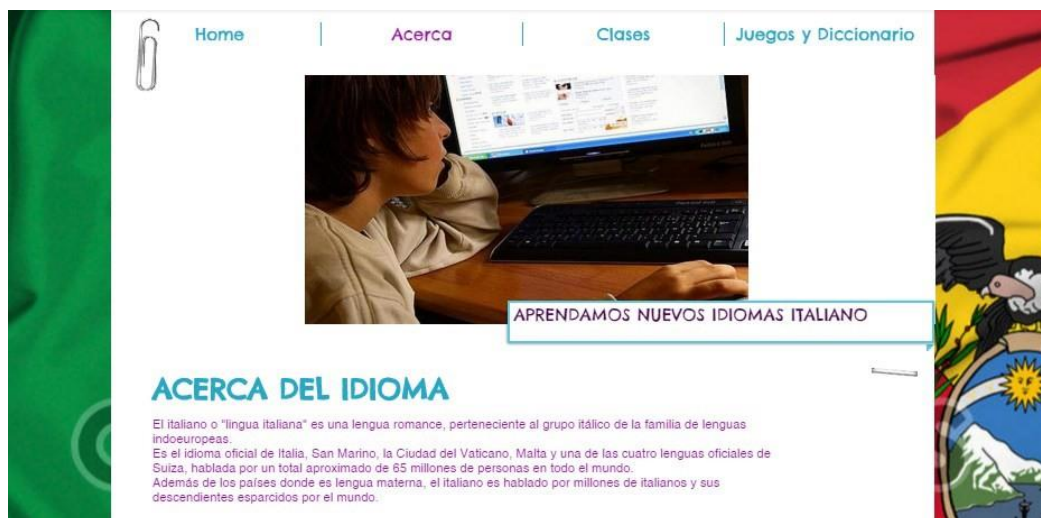 Home Acerca Clases Juegos y Diccionario
APRENDAMOS NUEVOS IDIOMAS ITALIANO
ACERCA DEL IDIOMA
El italiano o "lingua italiana" es una lengua romance, perteneciente al grupo itálico de la familia de lenguas
indoeuropeas.
Es el idioma oficial de Italia, San Marino, la Ciudad del Vaticano, Malta y una de las cuatro lenguas oficiales de
Suiza, hablada por un total aproximado de 65 millones de personas en todo el mundo.
Además de los países donde es lengua materna, el italiano es hablado por millones de italianos y sus
descendientes esparcidos por el mundo.